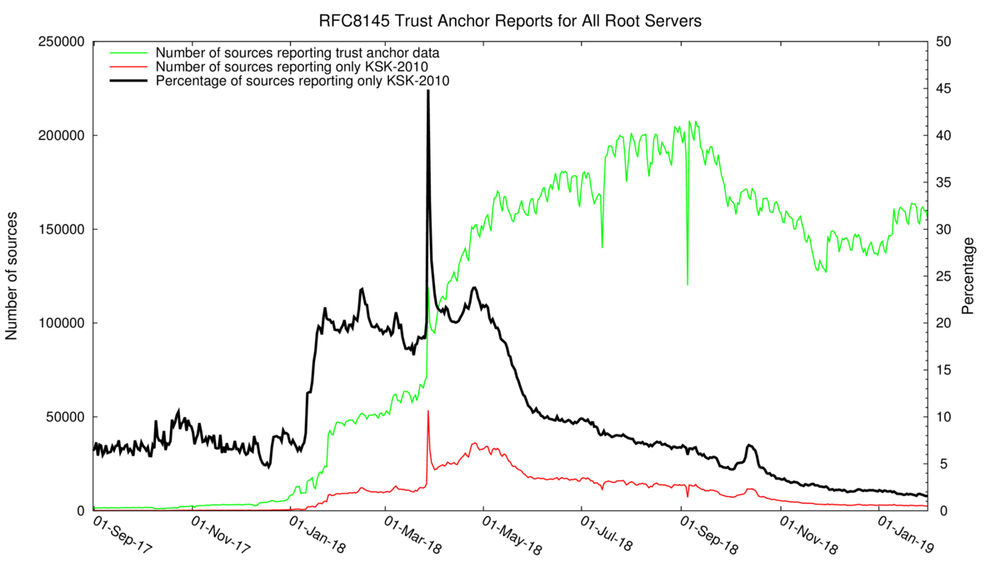 RFC8145 Trust Anchor Reports for All Root Servers
Number of sources reporting trust anchor data
Number of sources reporting only KSK-2010
Percentage of sources reporting only KSK-2010
Number of sources
250000
200000
150000
100000
50000
0
Percentage
50
45
40
35
30
25
20
15
10
5
0
01-Sep-17
01-Nov-17
01-Jan-18
01-Mar-18
01-May-18
01-Jul-18
01-Sep-18
01-Nov-18
01-Jan-19